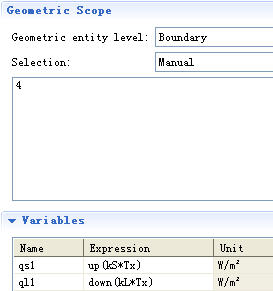 Geometric Scope
Geometric entity level: Boundary
Selection: Manual
4
Variables
Name Expression Unit
qs1 up(kS*Tx) W/m²
ql1 down(kL*Tx) W/m²